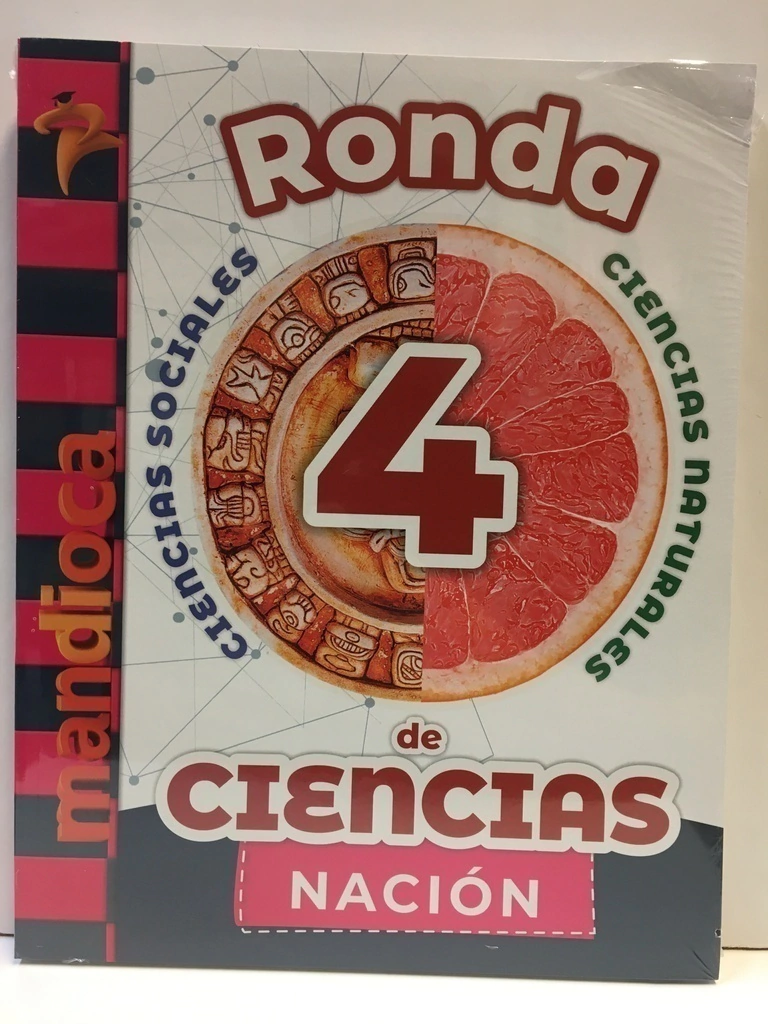 Ronda
CIENCIAS SOCIALES
CIENCIAS NATURALES
4
de
CIENCIAS
NACIÓN
mandioca